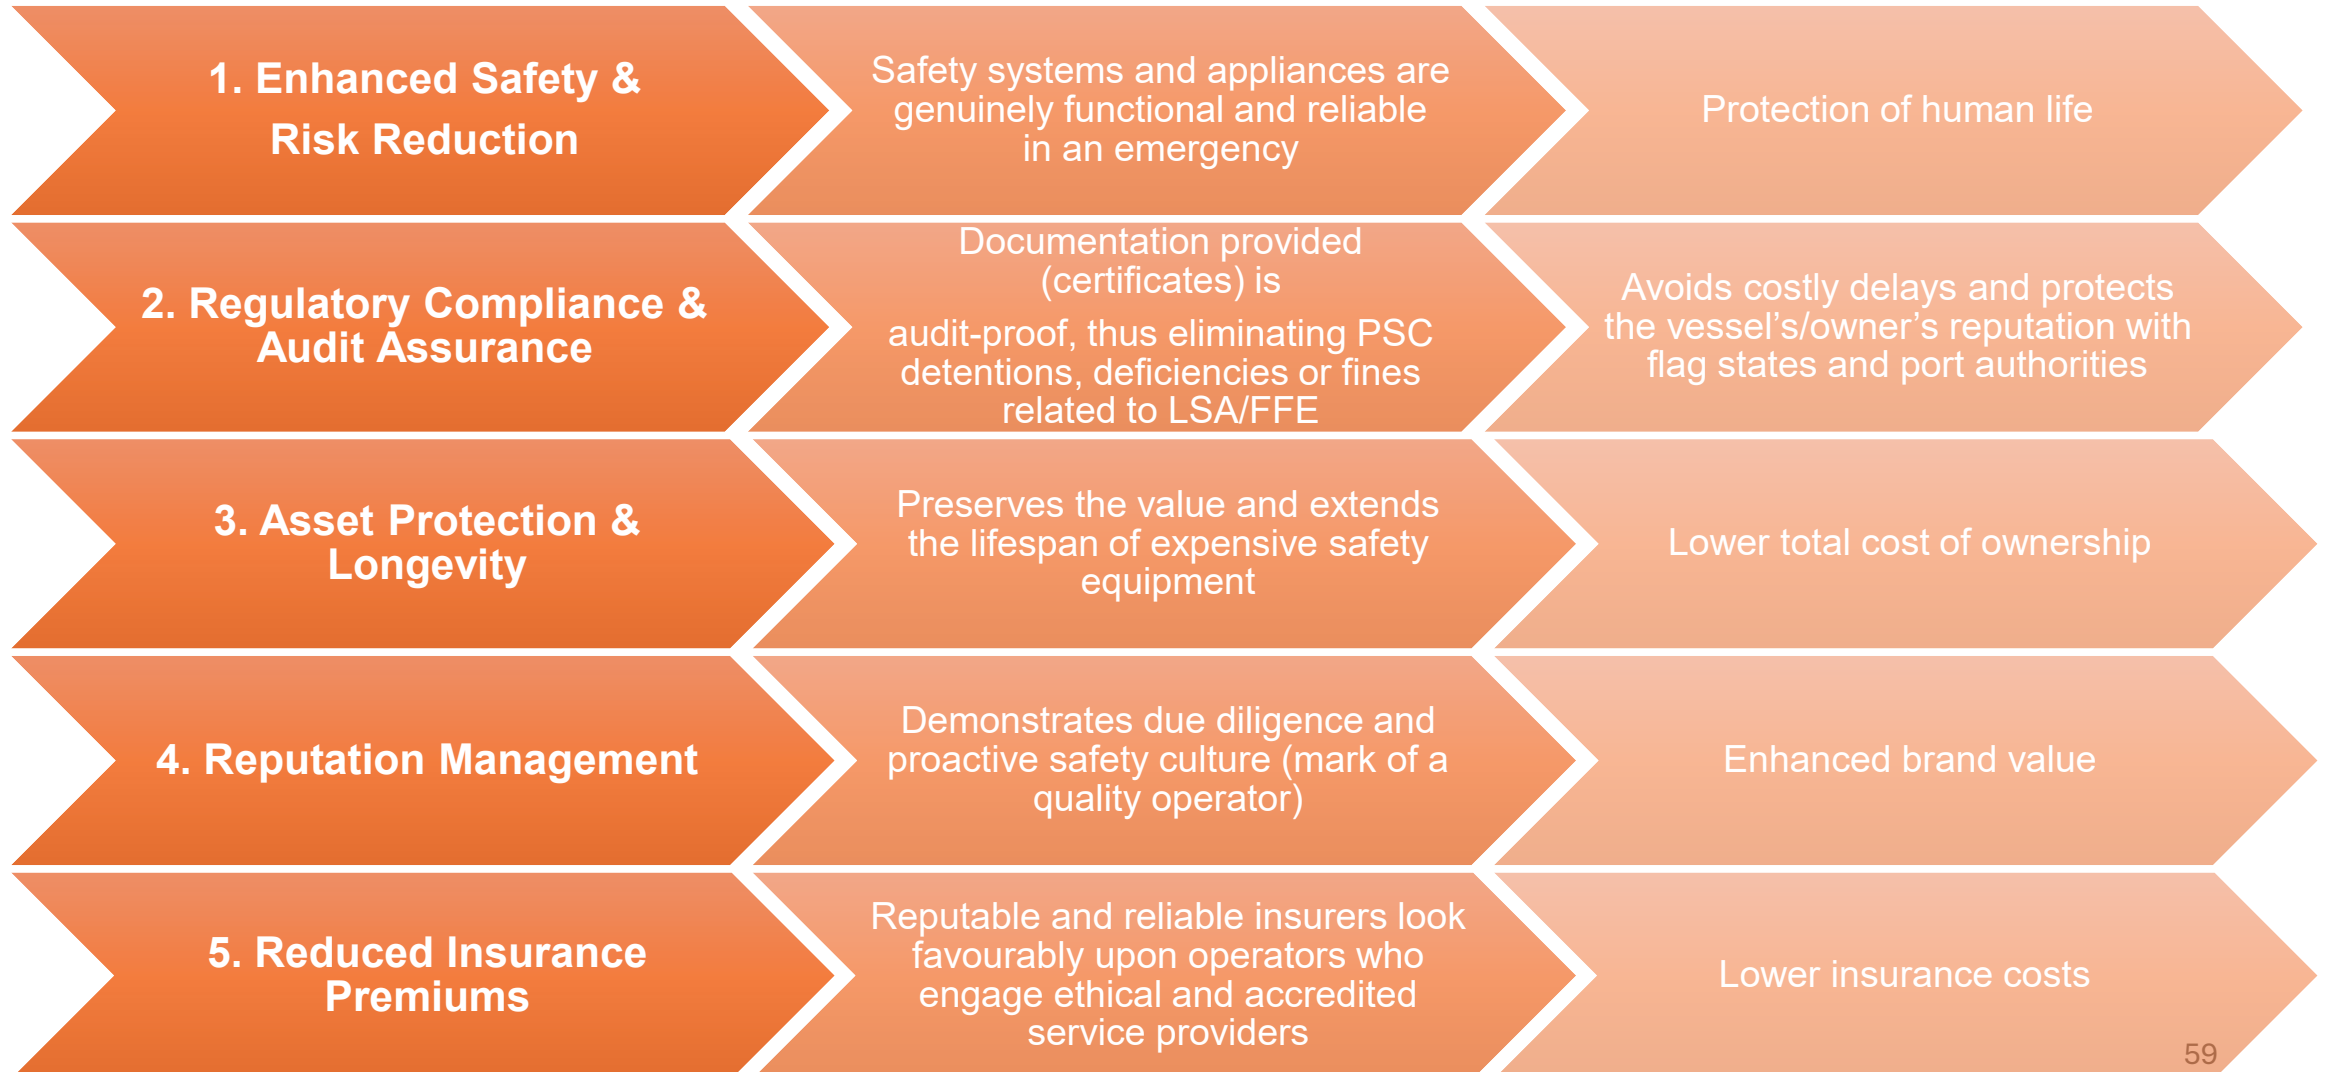 1. Enhanced Safety &
Risk Reduction
Safety systems and appliances are
genuinely functional and reliable
in an emergency
Protection of human life
2. Regulatory Compliance &
Audit Assurance
Documentation provided
(certificates) is
audit-proof, thus eliminating PSC
detentions, deficiencies or fines
related to LSA/FFE
Avoids costly delays and protects
the vessel’s/owner’s reputation with
flag states and port authorities
3. Asset Protection &
Longevity
Preserves the value and extends
the lifespan of expensive safety
equipment
Lower total cost of ownership
4. Reputation Management
Demonstrates due diligence and
proactive safety culture (mark of a
quality operator)
Enhanced brand value
5. Reduced Insurance
Premiums
Reputable and reliable insurers look
favourably upon operators who
engage ethical and accredited
service providers
Lower insurance costs
59